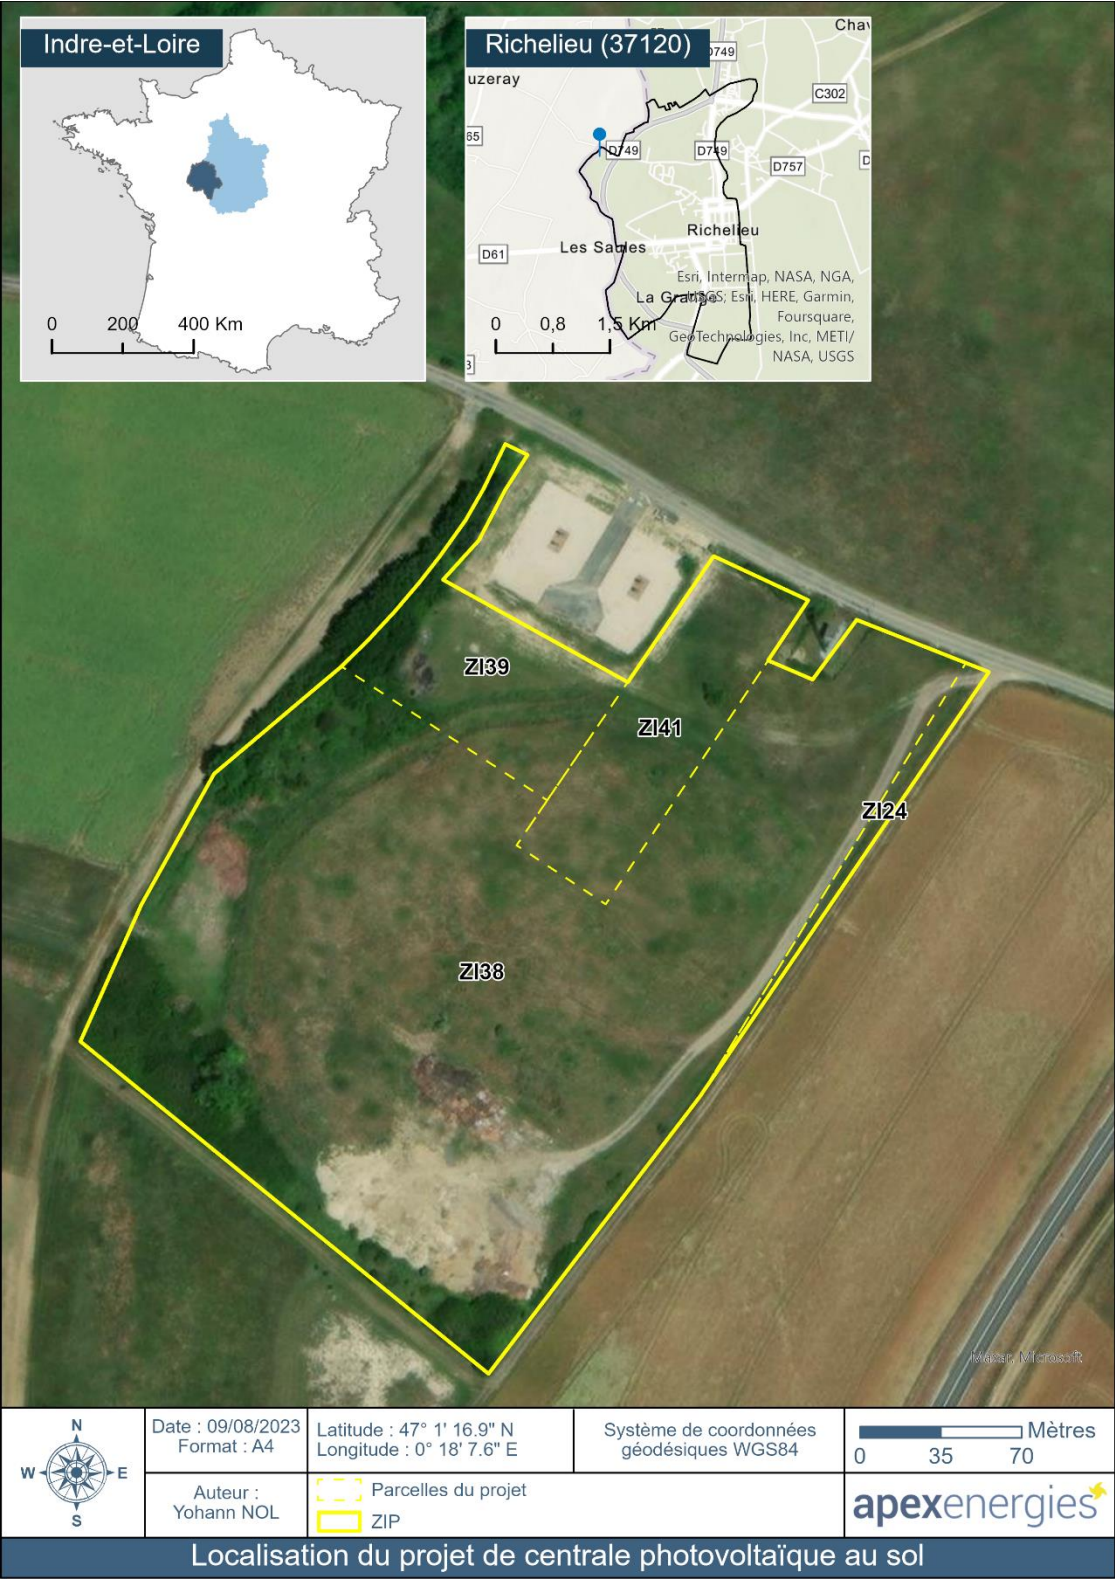 Indre-et-Loire
0 200 400 Km
Richelieu (37120)
Chav
uzeray
D749
C302
65
D749
D749
D757
D
Richelieu
Les Saules
D61
La Grange
Esri, Intermap, NASA, NGA,
USGS; Esri, HERE, Garmin,
Foursquare,
GeoTechnologies, Inc, METI/
NASA, USGS
0 0,8 1,5 Km
3
ZI39
ZI41
ZI24
ZI38
Maxar, Microsoft
N
W E
S
Date : 09/08/2023
Format : A4
Auteur :
Yohann NOL
Latitude : 47° 1' 16.9" N
Longitude : 0° 18' 7.6" E
Système de coordonnées
géodésiques WGS84
Parcelles du projet
ZIP
Mètres
0 35 70
apexenergies
Localisation du projet de centrale photovoltaïque au sol